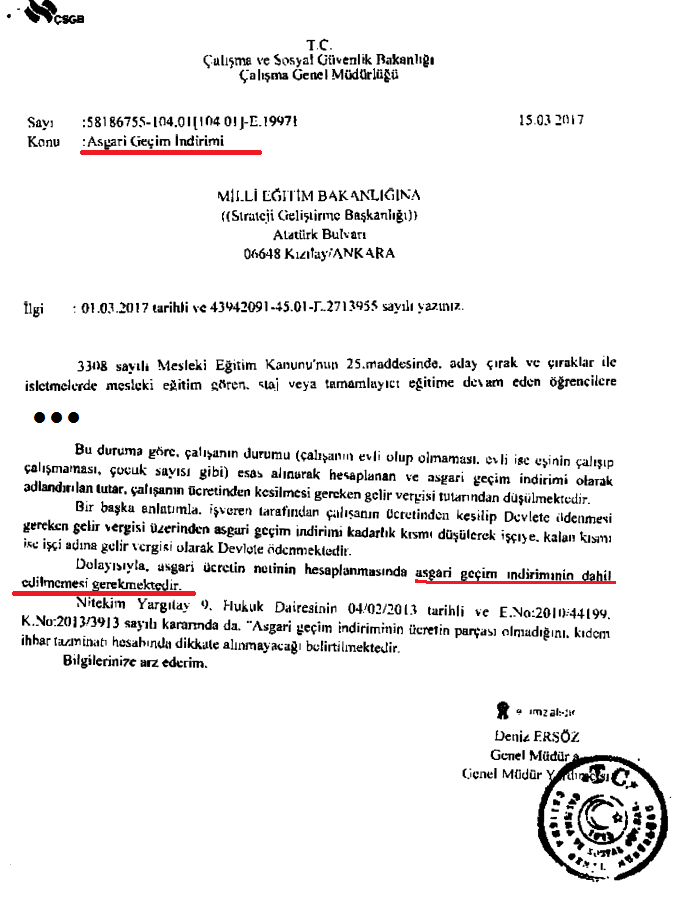 ÇSGB
T.C.
Çalışma ve Sosyal Güvenlik Bakanlığı
Çalışma Genel Müdürlüğü
Sayı :58186755-104.01[104 01]-E.19971 15.03 2017
Konu :Asgari Geçim İndirimi
MİLLİ EĞİTİM BAKANLIĞINA
((Strateji Geliştirme Başkanlığı))
Atatürk Bulvarı
06648 Kızılay/ANKARA
İlgi : 01.03.2017 tarihli ve 43942091-45.01-E.2713955 sayılı yazınız.
3308 sayılı Mesleki Eğitim Kanunu'nun 25.maddesinde, aday çırak ve çıraklar ile
işletmelerde mesleki eğitim gören, staj veya tamamlayıcı eğitime devam eden öğrencilere
●●●
Bu duruma göre, çalışanın durumu (çalışanın evli olup olmaması, evli ise eşinin çalışıp
çalışmaması, çocuk sayısı gibi) esas alınarak hesaplanan ve asgari geçim indirimi olarak
adlandırılan tutar, çalışanın ücretinden kesilmesi gereken gelir vergisi tutarından düşülmektedir.
Bir başka anlatımla, işveren tarafından çalışanın ücretinden kesilip Devlete ödenmesi
gereken gelir vergisi üzerinden asgari geçim indirimi kadarlık kısmı düşülerek işçiye, kalan kısmı
ise işçi adına gelir vergisi olarak Devlete ödenmektedir.
Dolayısıyla, asgari ücretin netinin hesaplanmasında asgari geçim indiriminin dahil
edilmemesi gerekmektedir.
Nitekim Yargıtay 9. Hukuk Dairesinin 04/02/2013 tarihli ve E.No:2010/44199,
K.No:2013/3913 sayılı kararında da, "Asgari geçim indiriminin ücretin parçası olmadığını, kıdem
ihbar tazminatı hesabında dikkate alınmayacağı belirtilmektedir.
Bilgilerinize arz ederim.
e-imzalıdır
Deniz ERSÖZ
Genel Müdür a.
Genel Müdür Yardımcısı
T.C.